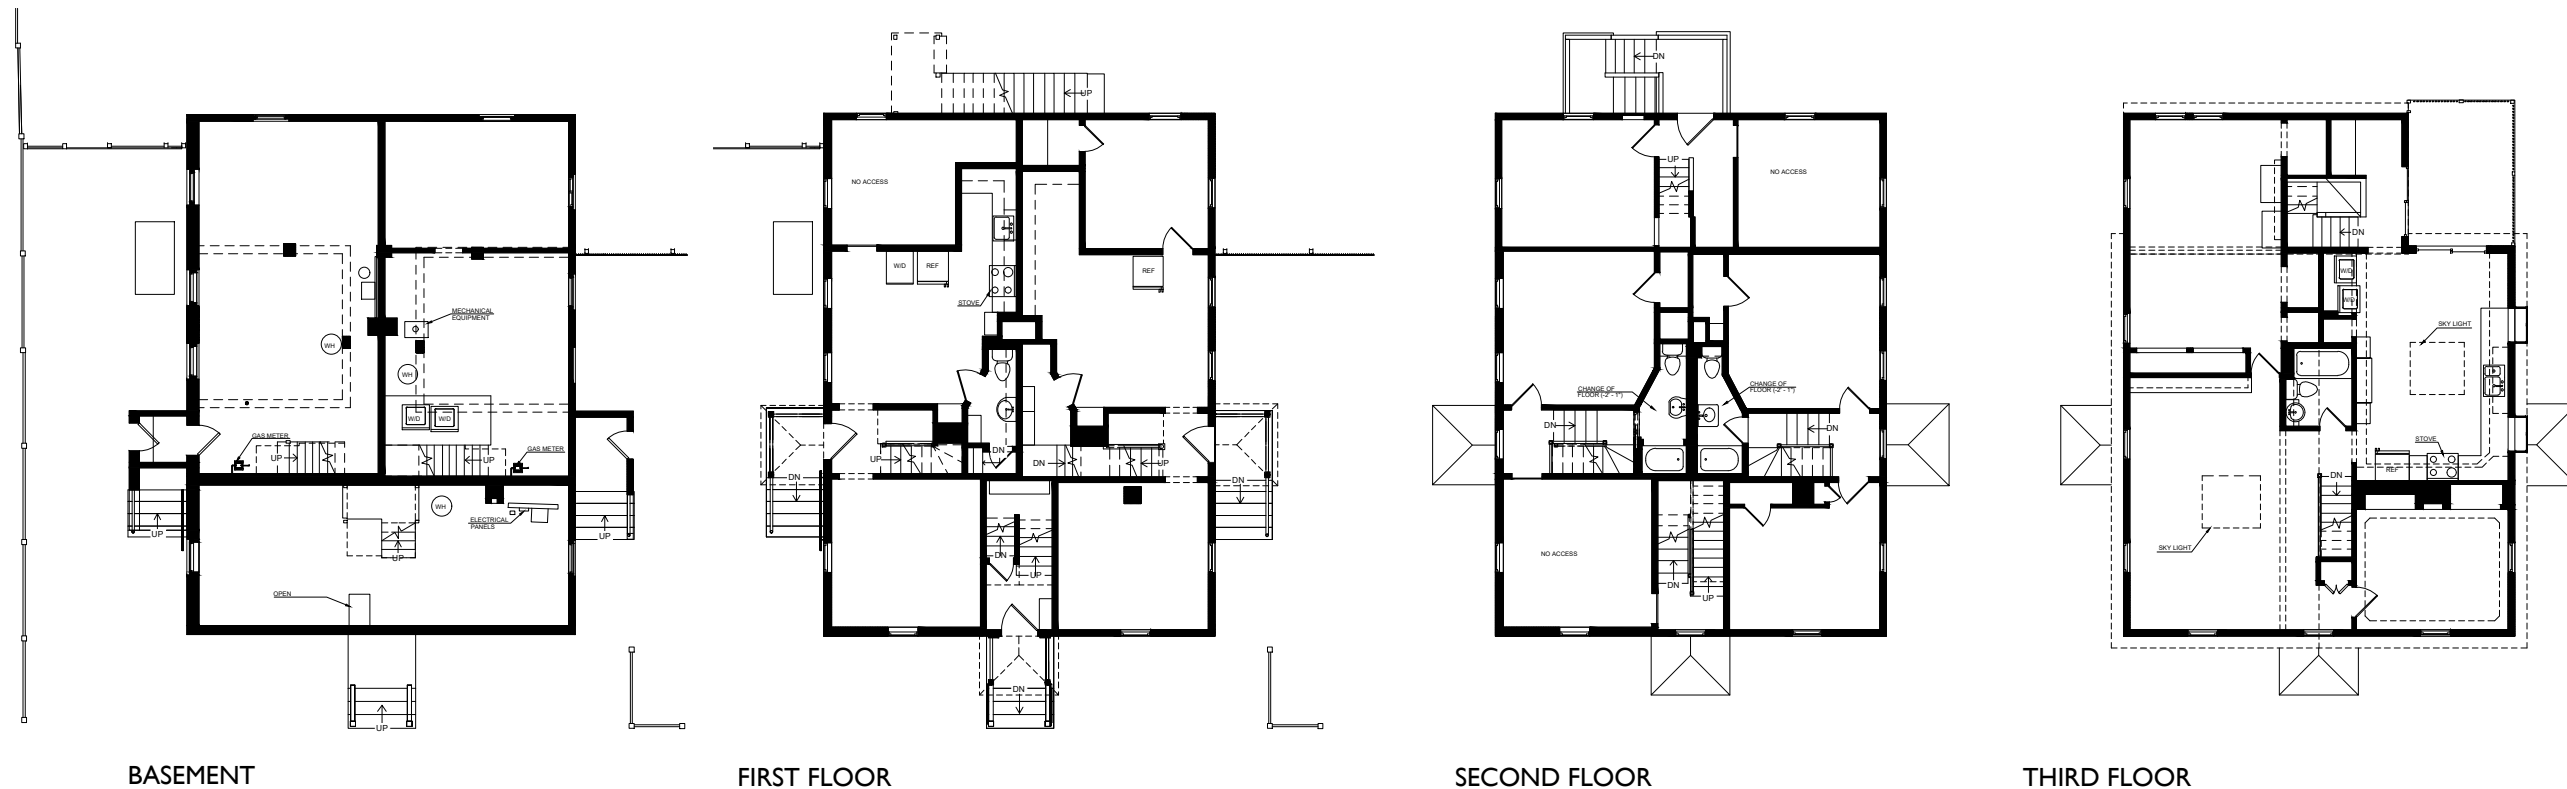 MECHANICAL
EQUIPMENT
WH
WH
W/D
W/D
GAS METER
UP
UP
GAS METER
WH
ELECTRICAL
PANELS
UP
UP
UP
OPEN
UP
BASEMENT
UP
NO ACCESS
W/D
REF
REF
STOVE
DN
UP
DN
UP
DN
DN
DN
UP
DN
FIRST FLOOR
DN
UP
NO ACCESS
CHANGE OF
FLOOR (-2' - 1")
CHANGE OF
FLOOR (-2' - 1")
DN
DN
NO ACCESS
DN
UP
SECOND FLOOR
DN
W/D
W/D
SKY LIGHT
STOVE
REF
DN
SKY LIGHT
THIRD FLOOR